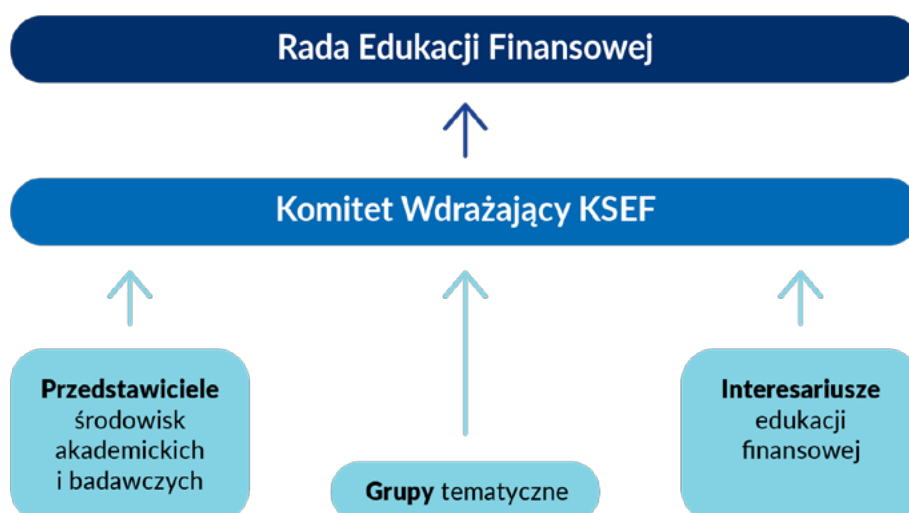 Rada Edukacji Finansowej
Komitet Wdrażający KSEF
Przedstawiciele
środowisk
akademickich
i badawczych
Grupy tematyczne
Interesariusze
edukacji
finansowej